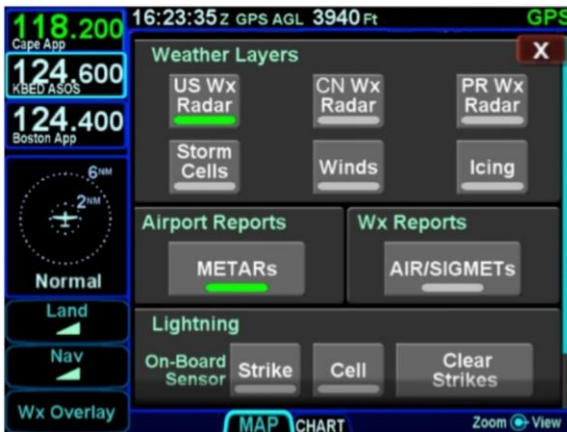 118.200
Cape App
124.600
KBED ASOS
124.400
Boston App
6NM
2NM
Normal
Land
Nav
Wx Overlay
16:23:35 Z GPS AGL 3940 Ft
GPS
Weather Layers
X
US Wx
Radar
CN Wx
Radar
PR Wx
Radar
Storm
Cells
Winds
Icing
Airport Reports
METARs
Wx Reports
AIR/SIGMETs
Lightning
On-Board
Sensor
Strike
Cell
Clear
Strikes
MAP
CHART
Zoom View